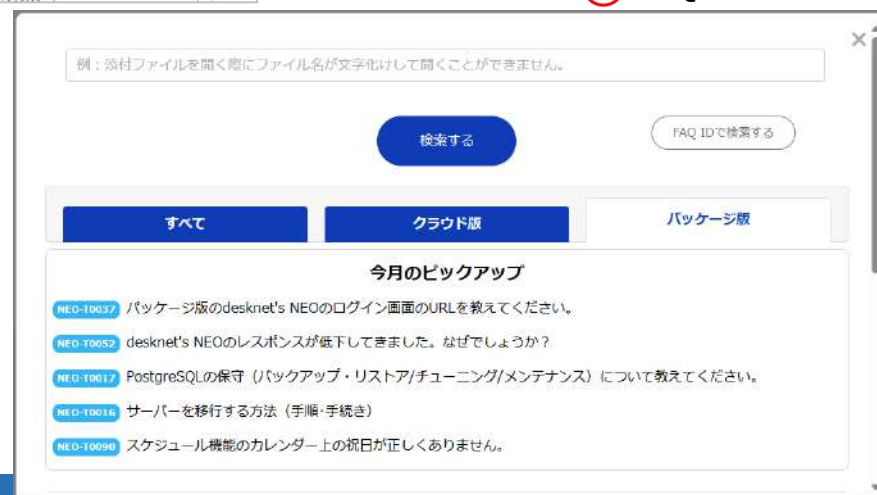 例：添付ファイルを開く際にファイル名が文字化けして開くことができません。
検索する
FAQ IDで検索する
すべて
クラウド版
パッケージ版
今月のピックアップ
NEO-T0037 パッケージ版のdesknet's NEOのログイン画面のURLを教えてください。
NEO-T0052 desknet's NEOのレスポンスが低下してきました。なぜでしょうか？
NEO-T0017 PostgreSQLの保守（バックアップ・リストア/チューニング/メンテナンス）について教えてください。
NEO-T0016 サーバーを移行する方法（手順･手続き）
NEO-T0090 スケジュール機能のカレンダー上の祝日が正しくありません。